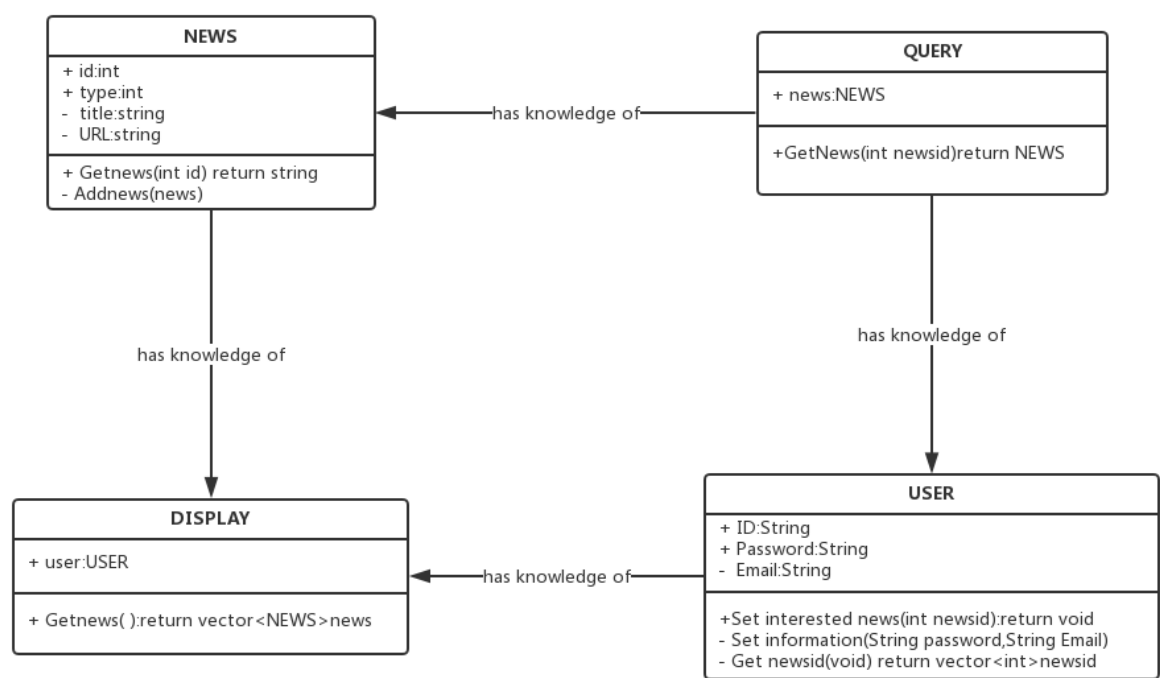 NEWS
+ id:int
+ type:int
- title:string
- URL:string
+ Getnews(int id) return string
- Addnews(news)
has knowledge of
QUERY
+ news:NEWS
+GetNews(int newsid)return NEWS
has knowledge of
has knowledge of
DISPLAY
+ user:USER
+ Getnews( ):return vector<NEWS>news
has knowledge of
USER
+ ID:String
+ Password:String
- Email:String
+Set interested news(int newsid):return void
- Set information(String password,String Email)
- Get newsid(void) return vector<int>newsid